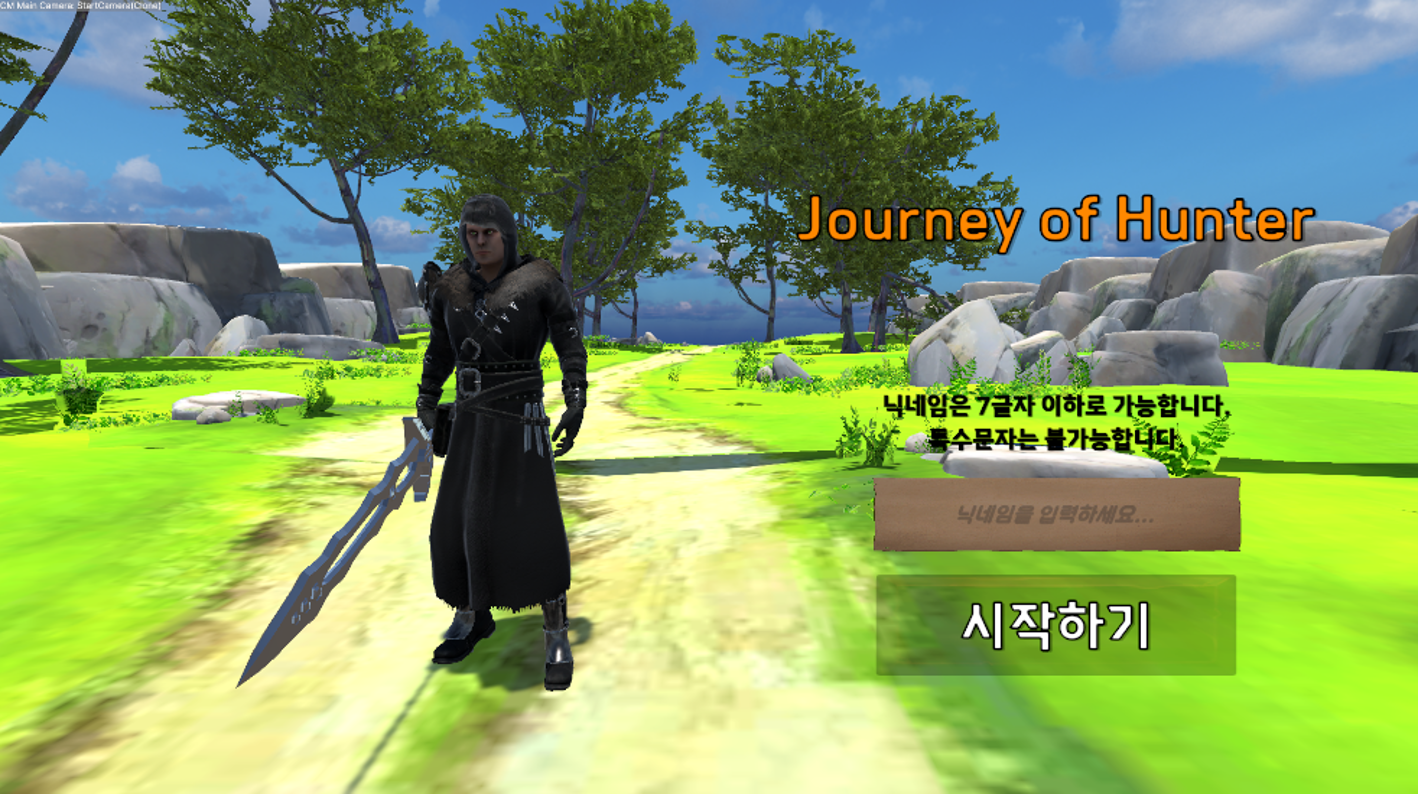 CM Main Camera: StartCamera(Clone)
Journey of Hunter
닉네임은 7글자 이하로 가능합니다.
특수문자는 불가능합니다.
닉네임을 입력하세요...
시작하기